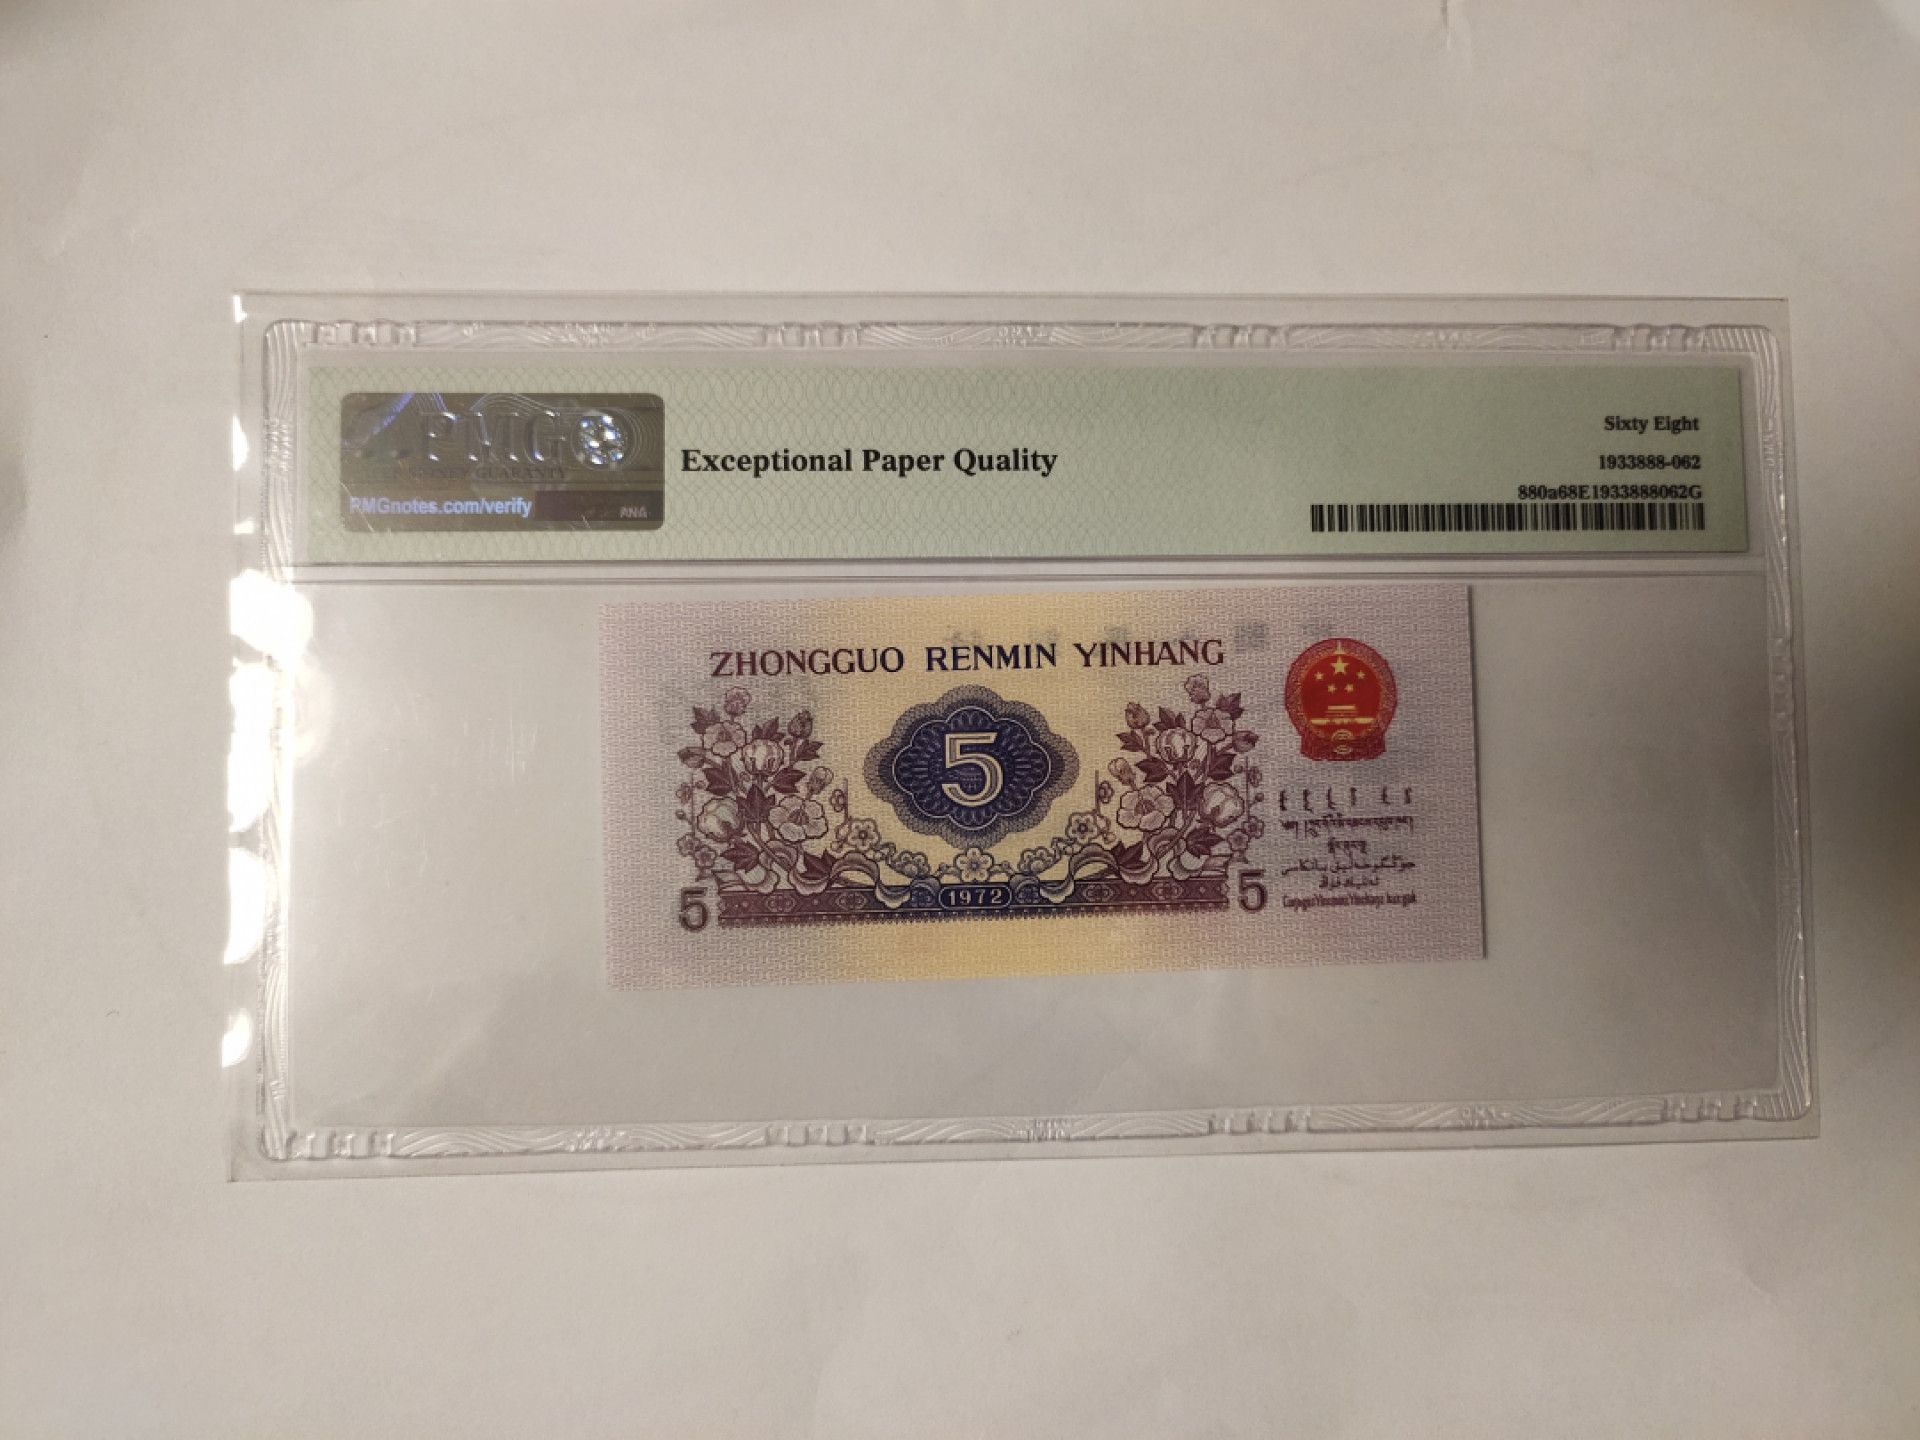 PMG
PMGnotes.com/verify
ANA
Exceptional Paper Quality
Sixty Eight
1933888-062
880a68E1933888062G
ZHONGGUO RENMIN YINHANG
5
1972
5
5